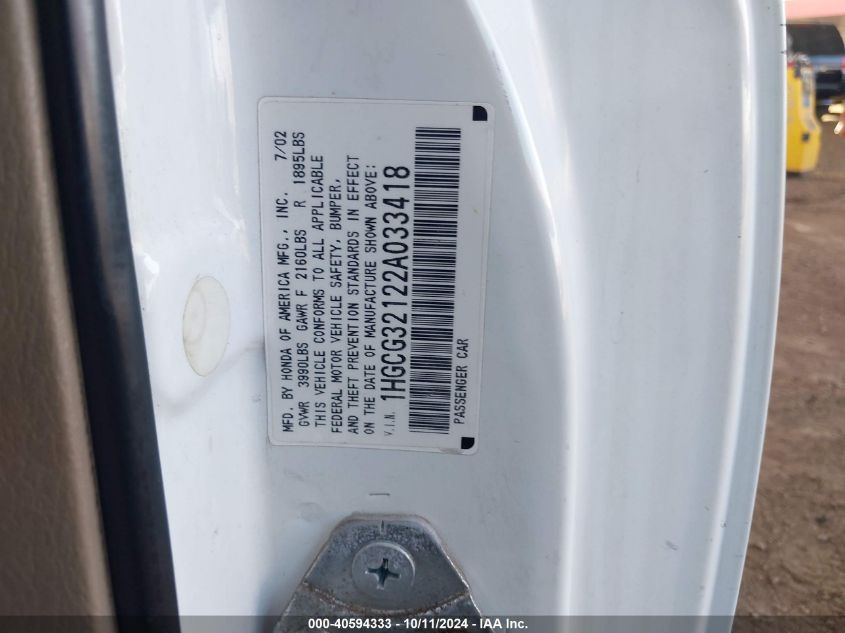 MFD. BY HONDA OF AMERICA MFG., INC. 7/02
GVWR 3990LBS GAWR F 2160LBS R 1895LBS
THIS VEHICLE CONFORMS TO ALL APPLICABLE
FEDERAL MOTOR VEHICLE SAFETY, BUMPER,
AND THEFT PREVENTION STANDARDS IN EFFECT
ON THE DATE OF MANUFACTURE SHOWN ABOVE:
V.I.N. 1HGCG32122A033418
PASSENGER CAR
000-40594333 - 10/11/2024 - IAA Inc.